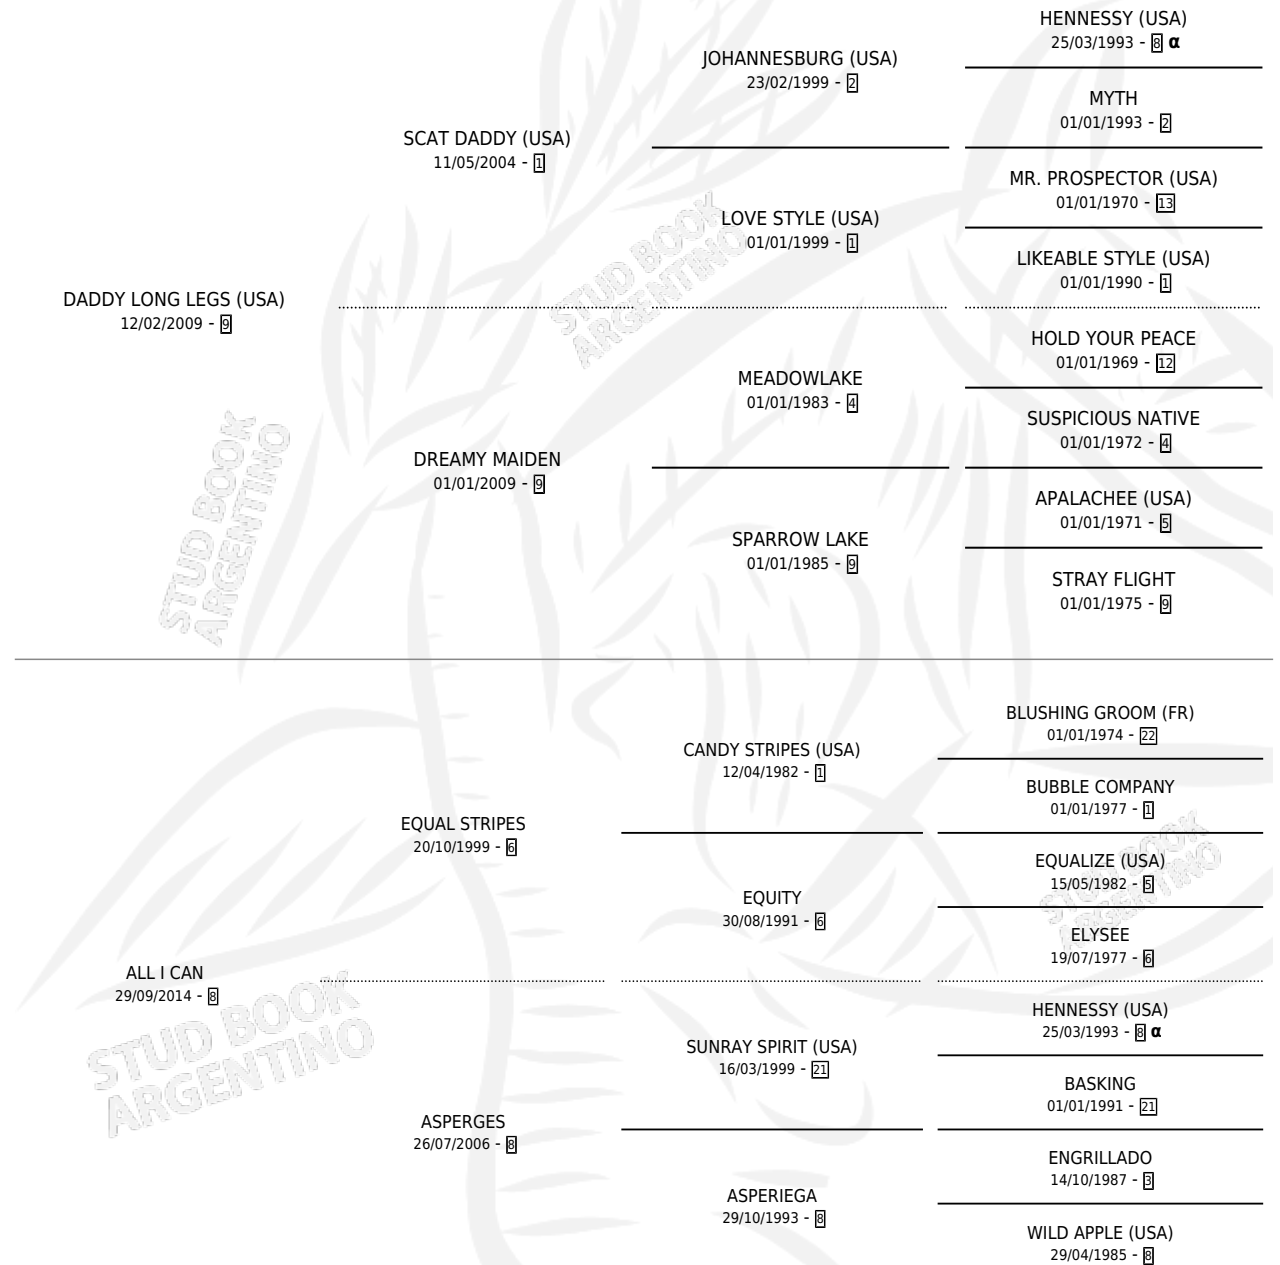 HENNESSY (USA)
25/03/1993 - 8 α
JOHANNESBURG (USA)
23/02/1999 - 2
MYTH
01/01/1993 - 2
SCAT DADDY (USA)
11/05/2004 - 1
MR. PROSPECTOR (USA)
01/01/1970 - 13
LOVE STYLE (USA)
01/01/1999 - 1
LIKEABLE STYLE (USA)
01/01/1990 - 1
STUD BOOK
ARGENTINO
DADDY LONG LEGS (USA)
12/02/2009 - 9
HOLD YOUR PEACE
01/01/1969 - 12
MEADOWLAKE
01/01/1983 - 4
SUSPICIOUS NATIVE
01/01/1972 - 4
DREAMY MAIDEN
01/01/2009 - 9
STUD BOOK
ARGENTINO
APALACHEE (USA)
01/01/1971 - 5
SPARROW LAKE
01/01/1985 - 9
STRAY FLIGHT
01/01/1975 - 9
BLUSHING GROOM (FR)
01/01/1974 - 22
CANDY STRIPES (USA)
12/04/1982 - 1
BUBBLE COMPANY
01/01/1977 - 1
EQUAL STRIPES
20/10/1999 - 6
EQUALIZE (USA)
15/05/1982 - 5
STUD BOOK
ARGENTINO
EQUITY
30/08/1991 - 6
ELYSEE
19/07/1977 - 6
ALL I CAN
29/09/2014 - 8
STUD BOOK
ARGENTINO
HENNESSY (USA)
25/03/1993 - 8 α
SUNRAY SPIRIT (USA)
16/03/1999 - 21
BASKING
01/01/1991 - 21
ASPERGES
26/07/2006 - 8
ENGRILLADO
14/10/1987 - 3
ASPERIEGA
29/10/1993 - 8
WILD APPLE (USA)
29/04/1985 - 8